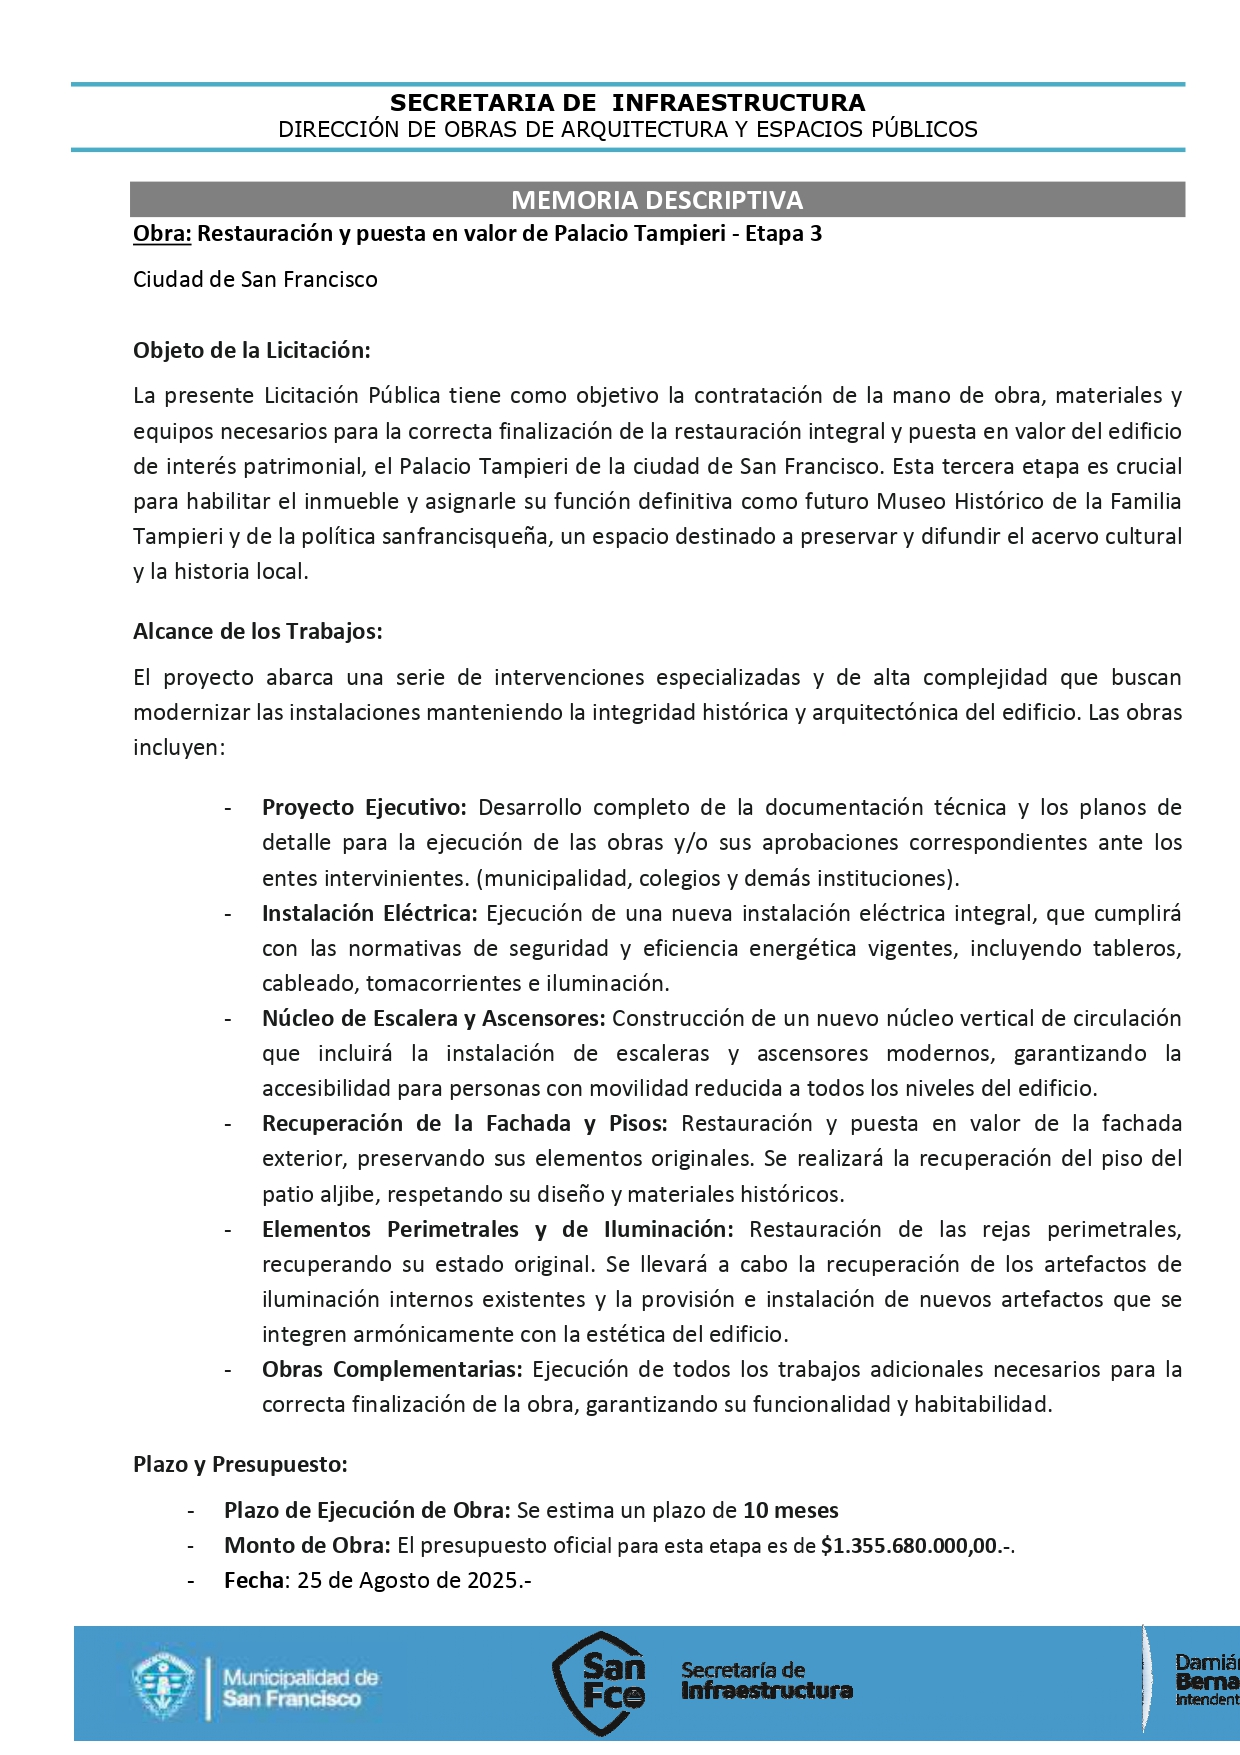 SECRETARIA DE INFRAESTRUCTURA
DIRECCIÓN DE OBRAS DE ARQUITECTURA Y ESPACIOS PÚBLICOS
MEMORIA DESCRIPTIVA
Obra: Restauración y puesta en valor de Palacio Tampieri - Etapa 3
Ciudad de San Francisco
Objeto de la Licitación:
La presente Licitación Pública tiene como objetivo la contratación de la mano de obra, materiales y
equipos necesarios para la correcta finalización de la restauración integral y puesta en valor del edificio
de interés patrimonial, el Palacio Tampieri de la ciudad de San Francisco. Esta tercera etapa es crucial
para habilitar el inmueble y asignarle su función definitiva como futuro Museo Histórico de la Familia
Tampieri y de la política sanfrancisqueña, un espacio destinado a preservar y difundir el acervo cultural
y la historia local.
Alcance de los Trabajos:
El proyecto abarca una serie de intervenciones especializadas y de alta complejidad que buscan
modernizar las instalaciones manteniendo la integridad histórica y arquitectónica del edificio. Las obras
incluyen:
- Proyecto Ejecutivo: Desarrollo completo de la documentación técnica y los planos de
detalle para la ejecución de las obras y/o sus aprobaciones correspondientes ante los
entes intervinientes. (municipalidad, colegios y demás instituciones).
- Instalación Eléctrica: Ejecución de una nueva instalación eléctrica integral, que cumplirá
con las normativas de seguridad y eficiencia energética vigentes, incluyendo tableros,
cableado, tomacorrientes e iluminación.
- Núcleo de Escalera y Ascensores: Construcción de un nuevo núcleo vertical de circulación
que incluirá la instalación de escaleras y ascensores modernos, garantizando la
accesibilidad para personas con movilidad reducida a todos los niveles del edificio.
- Recuperación de la Fachada y Pisos: Restauración y puesta en valor de la fachada
exterior, preservando sus elementos originales. Se realizará la recuperación del piso del
patio aljibe, respetando su diseño y materiales históricos.
- Elementos Perimetrales y de Iluminación: Restauración de las rejas perimetrales,
recuperando su estado original. Se llevará a cabo la recuperación de los artefactos de
iluminación internos existentes y la provisión e instalación de nuevos artefactos que se
integren armónicamente con la estética del edificio.
- Obras Complementarias: Ejecución de todos los trabajos adicionales necesarios para la
correcta finalización de la obra, garantizando su funcionalidad y habitabilidad.
Plazo y Presupuesto:
- Plazo de Ejecución de Obra: Se estima un plazo de 10 meses
- Monto de Obra: El presupuesto oficial para esta etapa es de $1.355.680.000,00.-.
- Fecha: 25 de Agosto de 2025.-
Municipalidad de
San Francisco
San
Fco
Secretaría de
Infraestructura
Damiá
Berna
Intendent